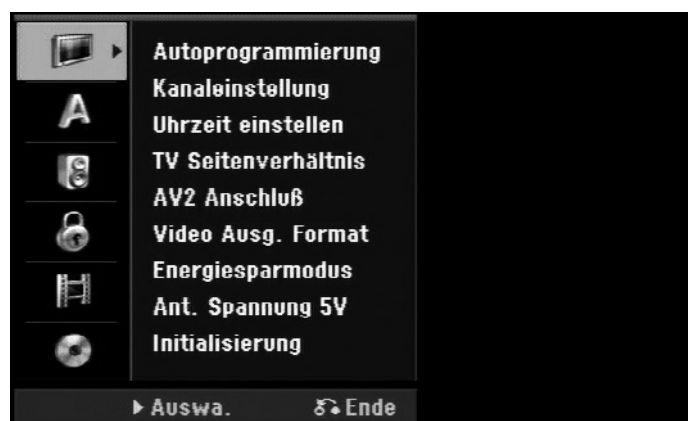 Autoprogrammierung
Kanaleinstellung
Uhrzeit einstellen
TV Seitenverhältnis
AV2 Anschluß
Video Ausg. Format
Energiesparmodus
Ant. Spannung 5V
Initialisierung
Auswa. Ende